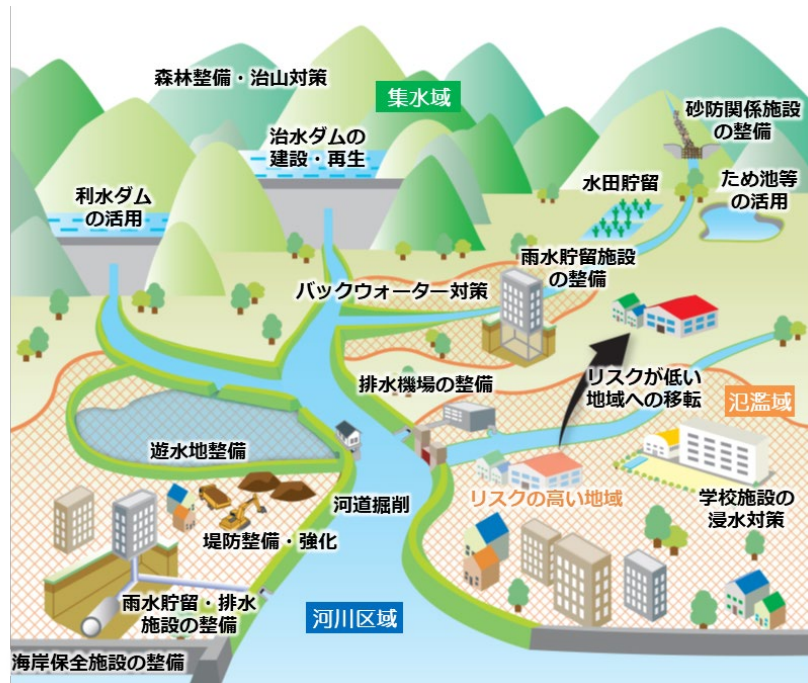 森林整備・治山対策
集水域
砂防関係施設
の整備
治水ダムの
建設・再生
水田貯留
ため池等
の活用
利水ダム
の活用
雨水貯留施設
の整備
バックウォーター対策
排水機場の整備
リスクが低い
地域への移転
氾濫域
遊水地整備
リスクの高い地域
学校施設の
浸水対策
河道掘削
堤防整備・強化
雨水貯留・排水
施設の整備
河川区域
海岸保全施設の整備